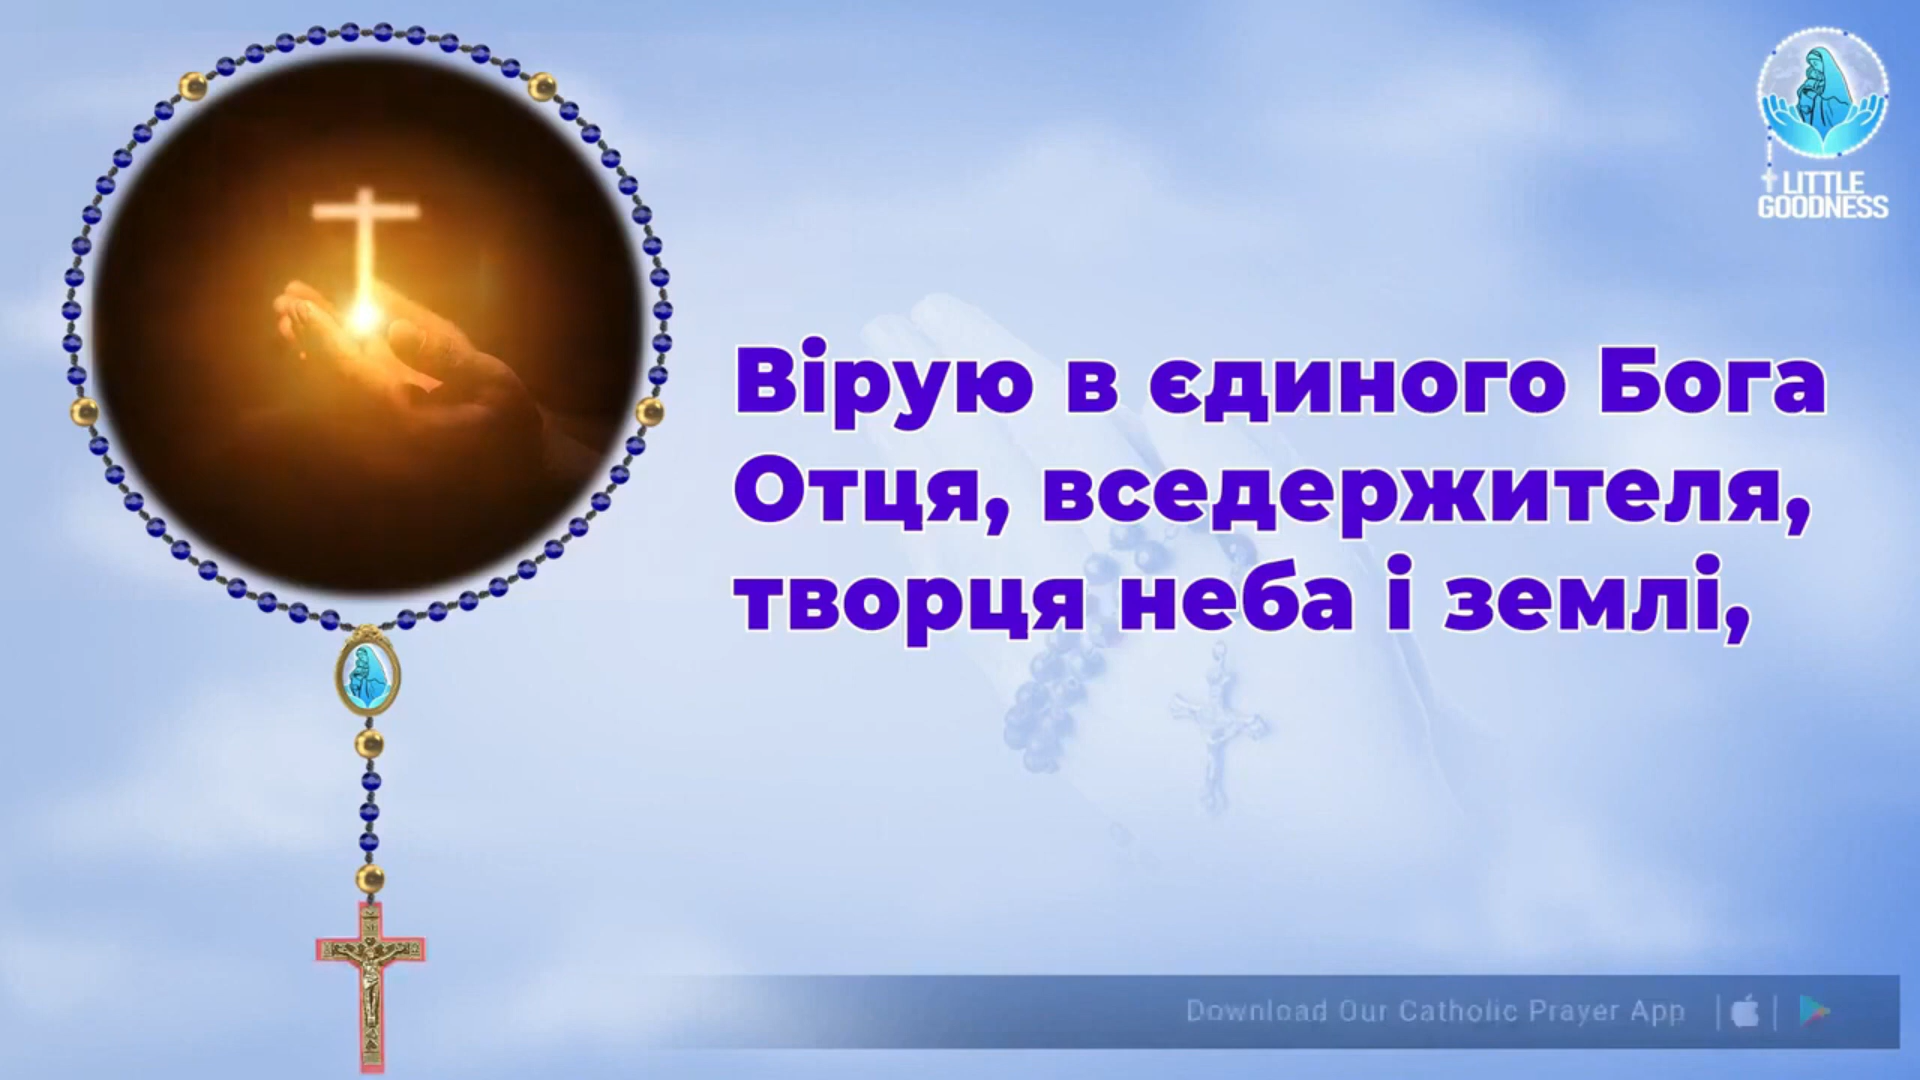 LITTLE
GOODNESS
Вірую в єдиного Бога
Отця, вседержителя,
творця неба і землі,
Download Our Catholic Prayer App